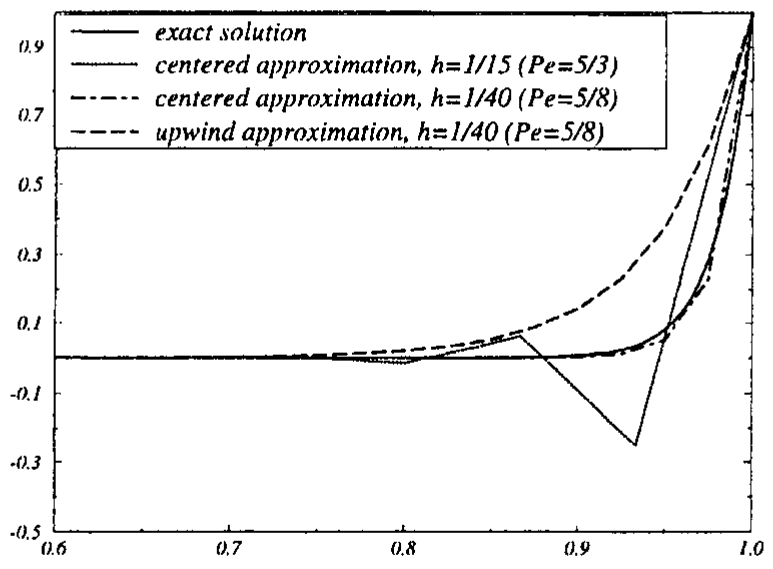 exact solution
centered approximation, h=1/15 (Pe=5/3)
centered approximation, h=1/40 (Pe=5/8)
upwind approximation, h=1/40 (Pe=5/8)
0.9
0.7
0.5
0.3
0.1
-0.1
-0.3
-0.5
0.6 0.7 0.8 0.9 1.0